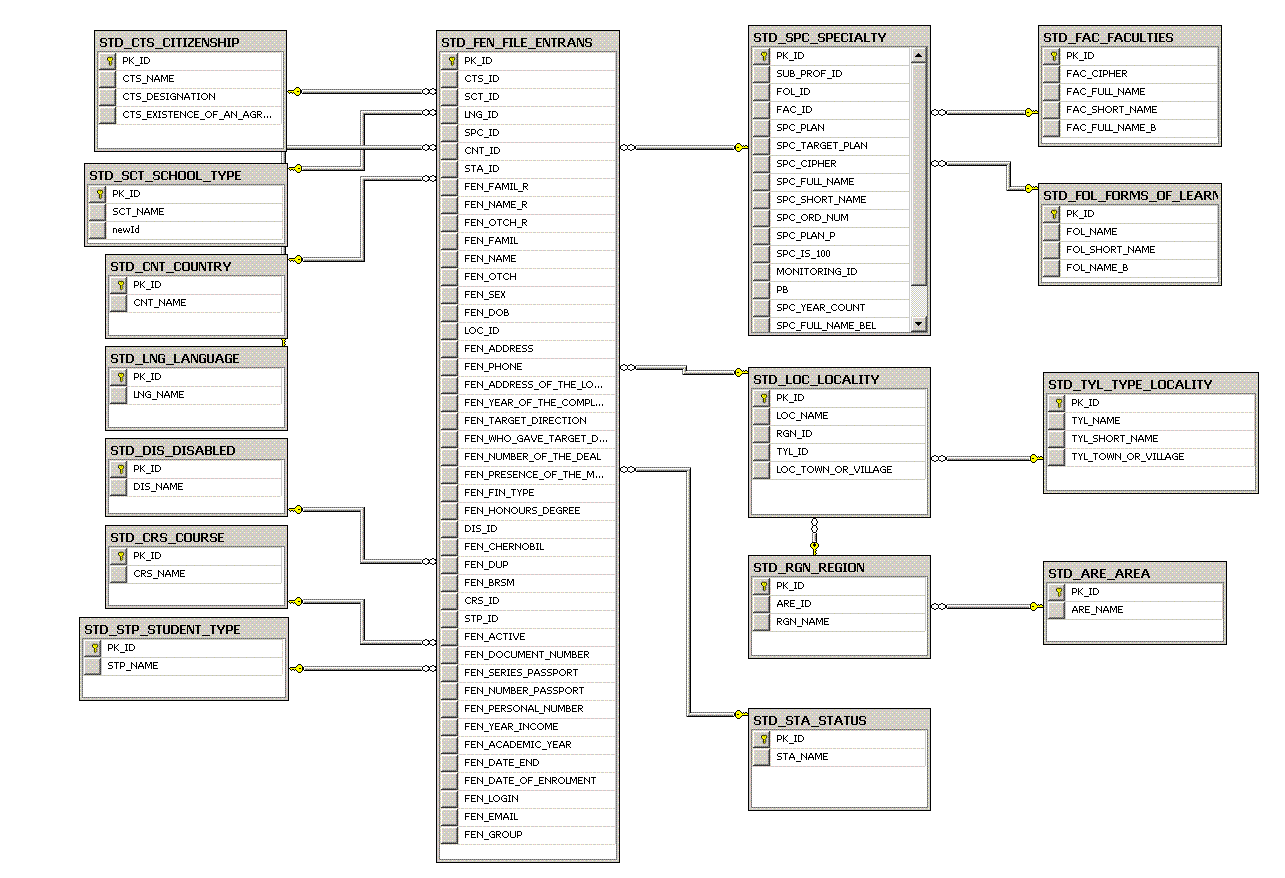 STD_CTS_CITIZENSHIP
PK_ID
CTS_NAME
CTS_DESIGNATION
CTS_EXISTENCE_OF_AN_AGR...
STD_SCT_SCHOOL_TYPE
PK_ID
SCT_NAME
newId
STD_CNT_COUNTRY
PK_ID
CNT_NAME
STD_LNG_LANGUAGE
PK_ID
LNG_NAME
STD_DIS_DISABLED
PK_ID
DIS_NAME
STD_CRS_COURSE
PK_ID
CRS_NAME
STD_STP_STUDENT_TYPE
PK_ID
STP_NAME
STD_FEN_FILE_ENTRANS
PK_ID
CTS_ID
SCT_ID
LNG_ID
SPC_ID
CNT_ID
STA_ID
FEN_FAMIL_R
FEN_NAME_R
FEN_OTCH_R
FEN_FAMIL
FEN_NAME
FEN_OTCH
FEN_SEX
FEN_DOB
LOC_ID
FEN_ADDRESS
FEN_PHONE
FEN_ADDRESS_OF_THE_LO...
FEN_YEAR_OF_THE_COMPL...
FEN_TARGET_DIRECTION
FEN_WHO_GAVE_TARGET_D...
FEN_NUMBER_OF_THE_DEAL
FEN_PRESENCE_OF_THE_M...
FEN_FIN_TYPE
FEN_HONOURS_DEGREE
DIS_ID
FEN_CHERNOBIL
FEN_DUP
FEN_BRSM
CRS_ID
STP_ID
FEN_ACTIVE
FEN_DOCUMENT_NUMBER
FEN_SERIES_PASSPORT
FEN_NUMBER_PASSPORT
FEN_PERSONAL_NUMBER
FEN_YEAR_INCOME
FEN_ACADEMIC_YEAR
FEN_DATE_END
FEN_DATE_OF_ENROLMENT
FEN_LOGIN
FEN_EMAIL
FEN_GROUP
STD_SPC_SPECIALTY
PK_ID
SUB_PROF_ID
FOL_ID
FAC_ID
SPC_PLAN
SPC_TARGET_PLAN
SPC_CIPHER
SPC_FULL_NAME
SPC_SHORT_NAME
SPC_ORD_NUM
SPC_PLAN_P
SPC_IS_100
MONITORING_ID
PB
SPC_YEAR_COUNT
SPC_FULL_NAME_BEL
STD_LOC_LOCALITY
PK_ID
LOC_NAME
RGN_ID
TYL_ID
LOC_TOWN_OR_VILLAGE
STD_RGN_REGION
PK_ID
ARE_ID
RGN_NAME
STD_STA_STATUS
PK_ID
STA_NAME
STD_FAC_FACULTIES
PK_ID
FAC_CIPHER
FAC_FULL_NAME
FAC_SHORT_NAME
FAC_FULL_NAME_B
STD_FOL_FORMS_OF_LEARN
PK_ID
FOL_NAME
FOL_SHORT_NAME
FOL_NAME_B
STD_TYL_TYPE_LOCALITY
PK_ID
TYL_NAME
TYL_SHORT_NAME
TYL_TOWN_OR_VILLAGE
STD_ARE_AREA
PK_ID
ARE_NAME